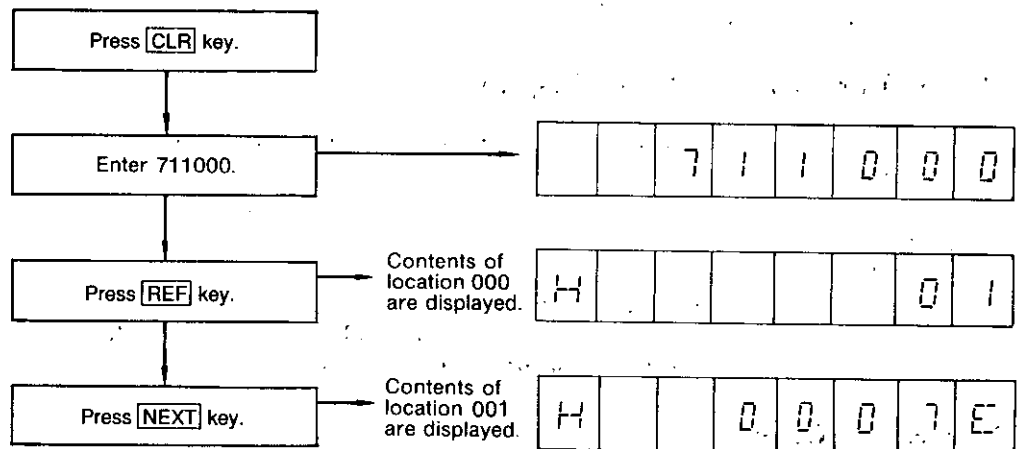 Press CLR key.
Enter 711000.
7 1 1 0 0 0
Press REF key.
Contents of
location 000
are displayed.
H 0 1
Press NEXT key.
Contents of
location 001
are displayed.
H 0 0 0 7 E